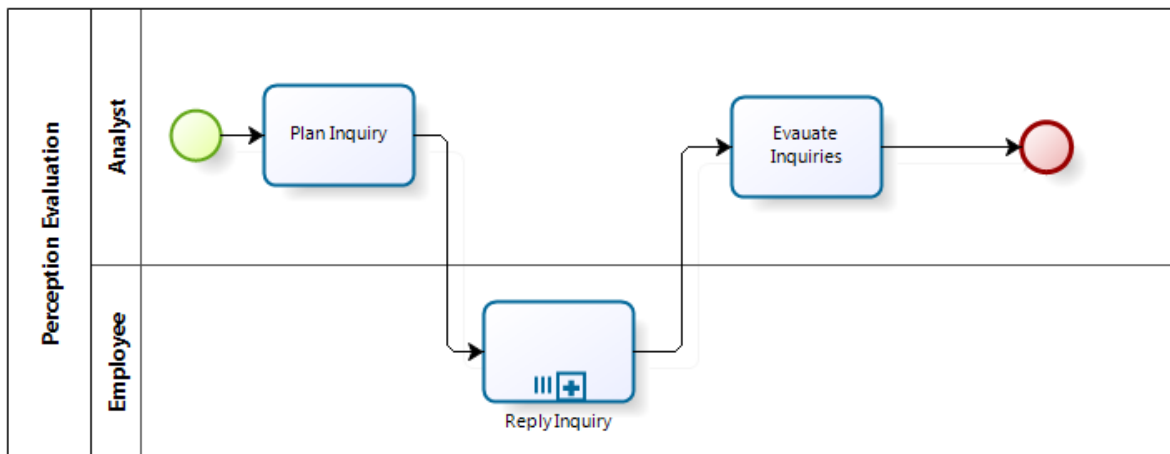 Perception Evaluation
Analyst
Plan Inquiry
Evauate
Inquiries
Employee
Reply Inquiry